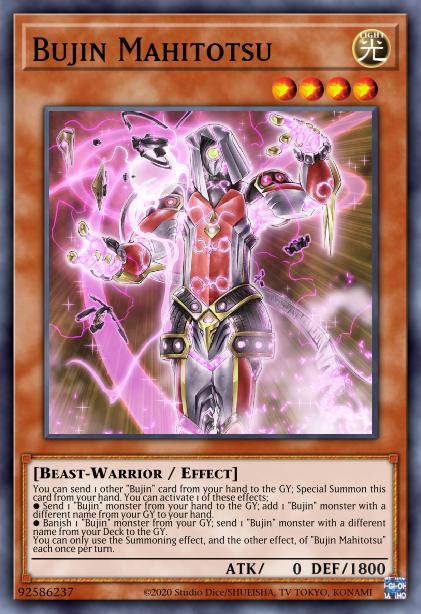 BUJIN MAHITOTSU
LIGHT
光
[BEAST-WARRIOR / EFFECT]
You can send 1 other "Bujin" card from your hand to the GY; Special Summon this
card from your hand. You can activate 1 of these effects;
● Send 1 "Bujin" monster from your hand to the GY; add 1 "Bujin" monster with a
different name from your GY to your hand.
● Banish 1 "Bujin" monster from your GY; send 1 "Bujin" monster with a different
name from your Deck to the GY.
You can only use the Summoning effect, and the other effect, of "Bujin Mahitotsu"
each once per turn.
ATK/ 0 DEF/1800
92586237 ©2020 Studio Dice/SHUEISHA, TV TOKYO, KONAMI